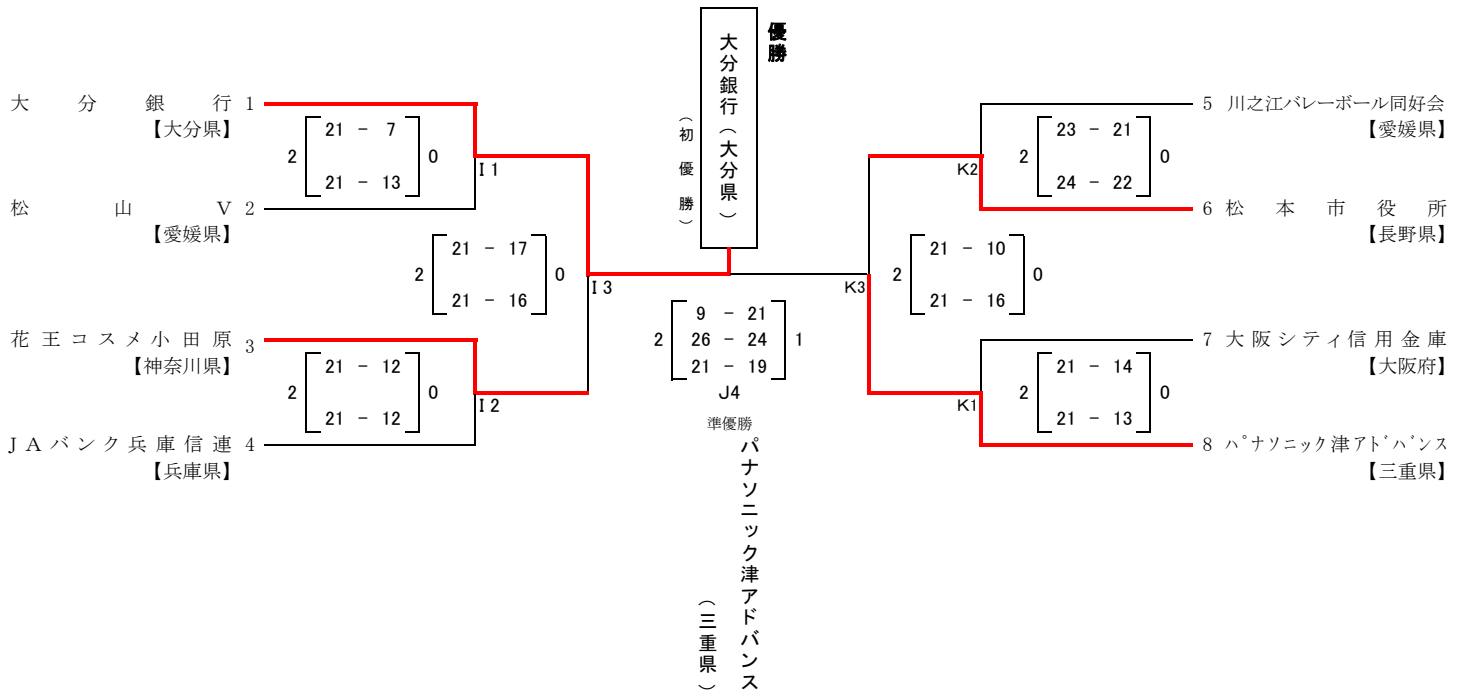 優勝
大分銀行（大分県）
（初優勝）
大分銀行 1
【大分県】
2 21 - 7 0
21 - 13
I1
松山V 2
【愛媛県】
2 21 - 17 0
21 - 16
I3
花王コスメ小田原 3
【神奈川県】
2 21 - 12 0
21 - 12
I2
JAバンク兵庫信連 4
【兵庫県】
5 川之江バレーボール同好会
【愛媛県】
2 23 - 21 0
24 - 22
K2
6 松本市役所
【長野県】
2 21 - 10 0
21 - 16
K3
7 大阪シティ信用金庫
【大阪府】
2 21 - 14 0
21 - 13
K1
8 ﾊﾟﾅｿﾆｯｸ津ｱﾄﾞﾊﾞﾝｽ
【三重県】
9 - 21
2 26 - 24 1
21 - 19
J4
準優勝
パナソニック津アドバンス
（三重県）